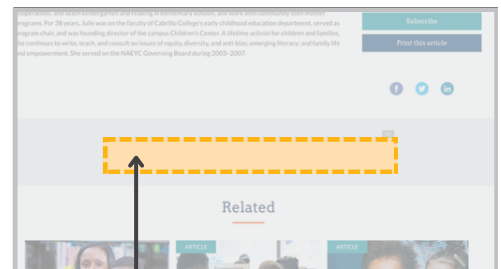 programs. For 38 years, Julie was on the faculty of Cabrillo College's early childhood education department, served as
program chair, and was founding director of the campus Children's Center. A lifetime activist for children and families,
she continues to write, teach, and consult on issues of equity, diversity, and anti-bias; emerging literacy; and family life
and empowerment. She served on the NAEYC Governing Board during 2003–2007.
Subscribe
Print this article
Related
ARTICLE
ARTICLE